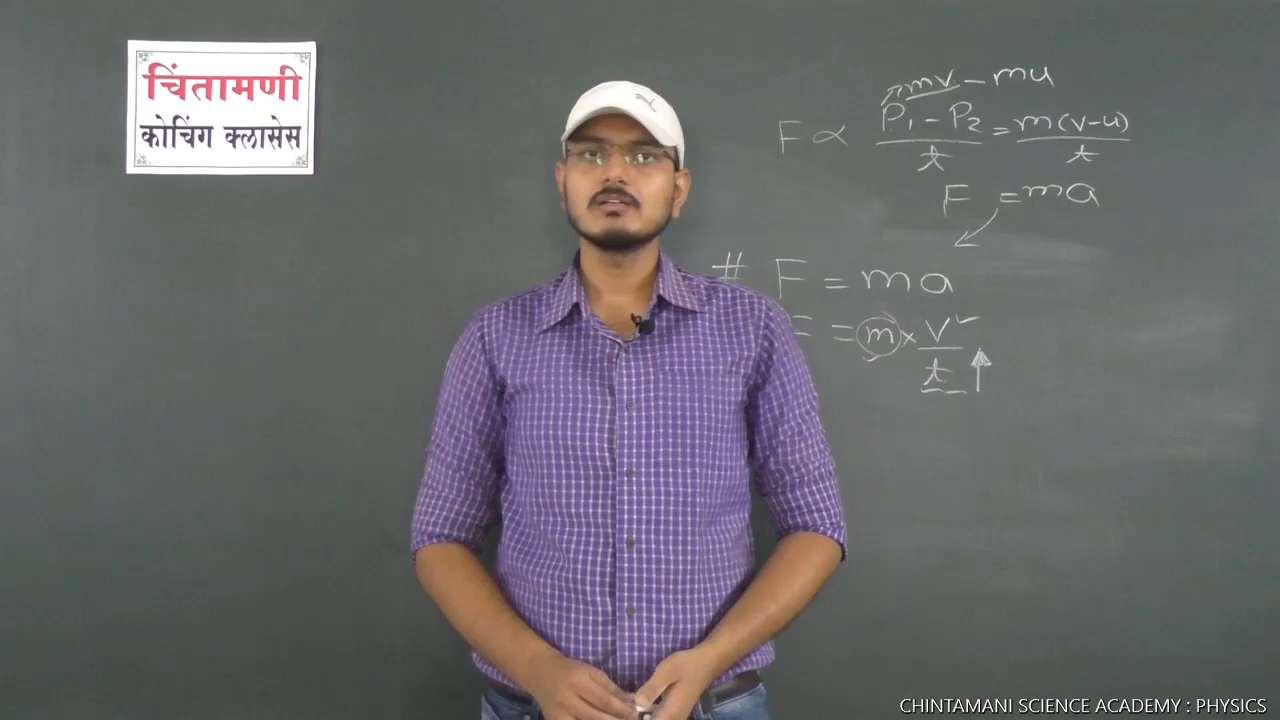 चिंतामणी
कोचिंग क्लासेस
mv - mu
F ∝ P₁ - P₂ / t = m(v-u) / t
F = ma
# F = ma
F = m × v / t
CHINTAMANI SCIENCE ACADEMY : PHYSICS